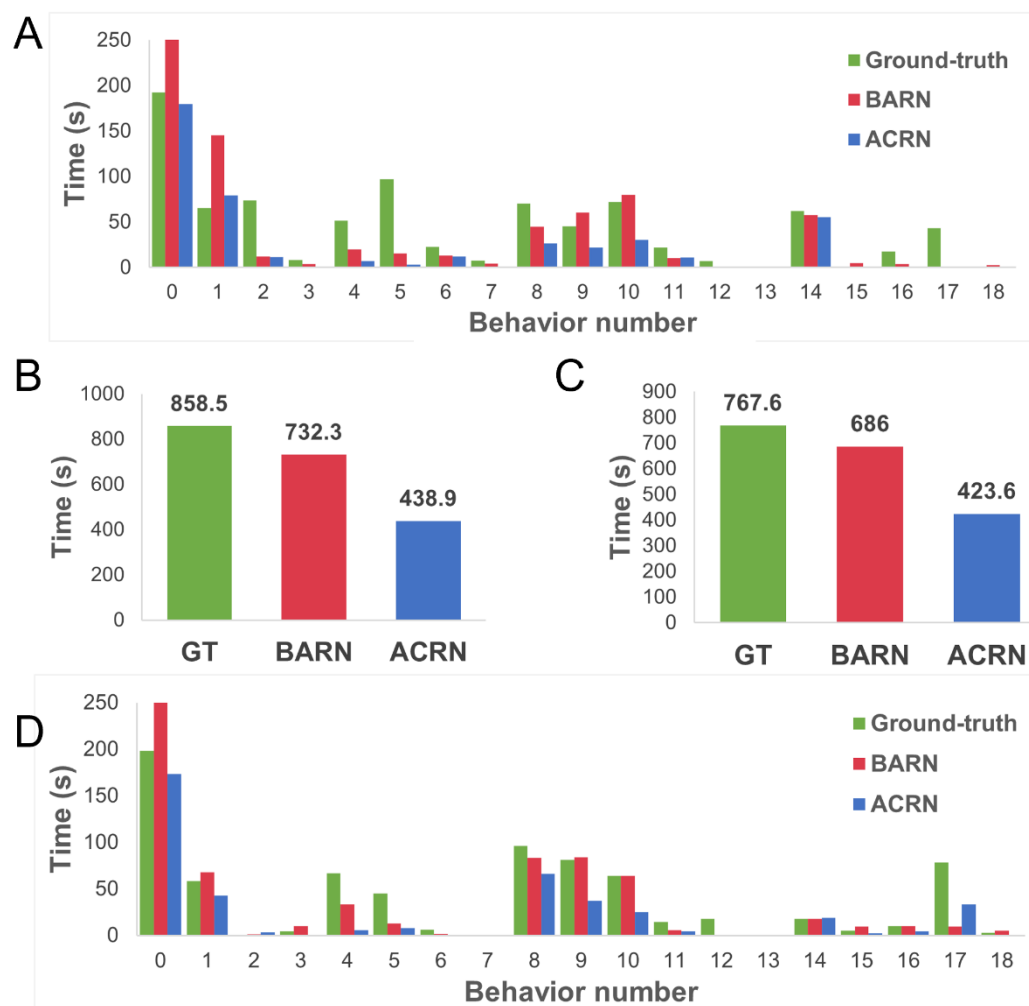 A
250
200
150
100
50
0
Time (s)
Ground-truth
BARN
ACRN
0 1 2 3 4 5 6 7 8 9 10 11 12 13 14 15 16 17 18
Behavior number
B
1000
800
600
400
200
0
Time (s)
858.5
732.3
438.9
GT BARN ACRN
C
900
800
700
600
500
400
300
200
100
0
Time (s)
767.6
686
423.6
GT BARN ACRN
D
250
200
150
100
50
0
Time (s)
Ground-truth
BARN
ACRN
0 1 2 3 4 5 6 7 8 9 10 11 12 13 14 15 16 17 18
Behavior number